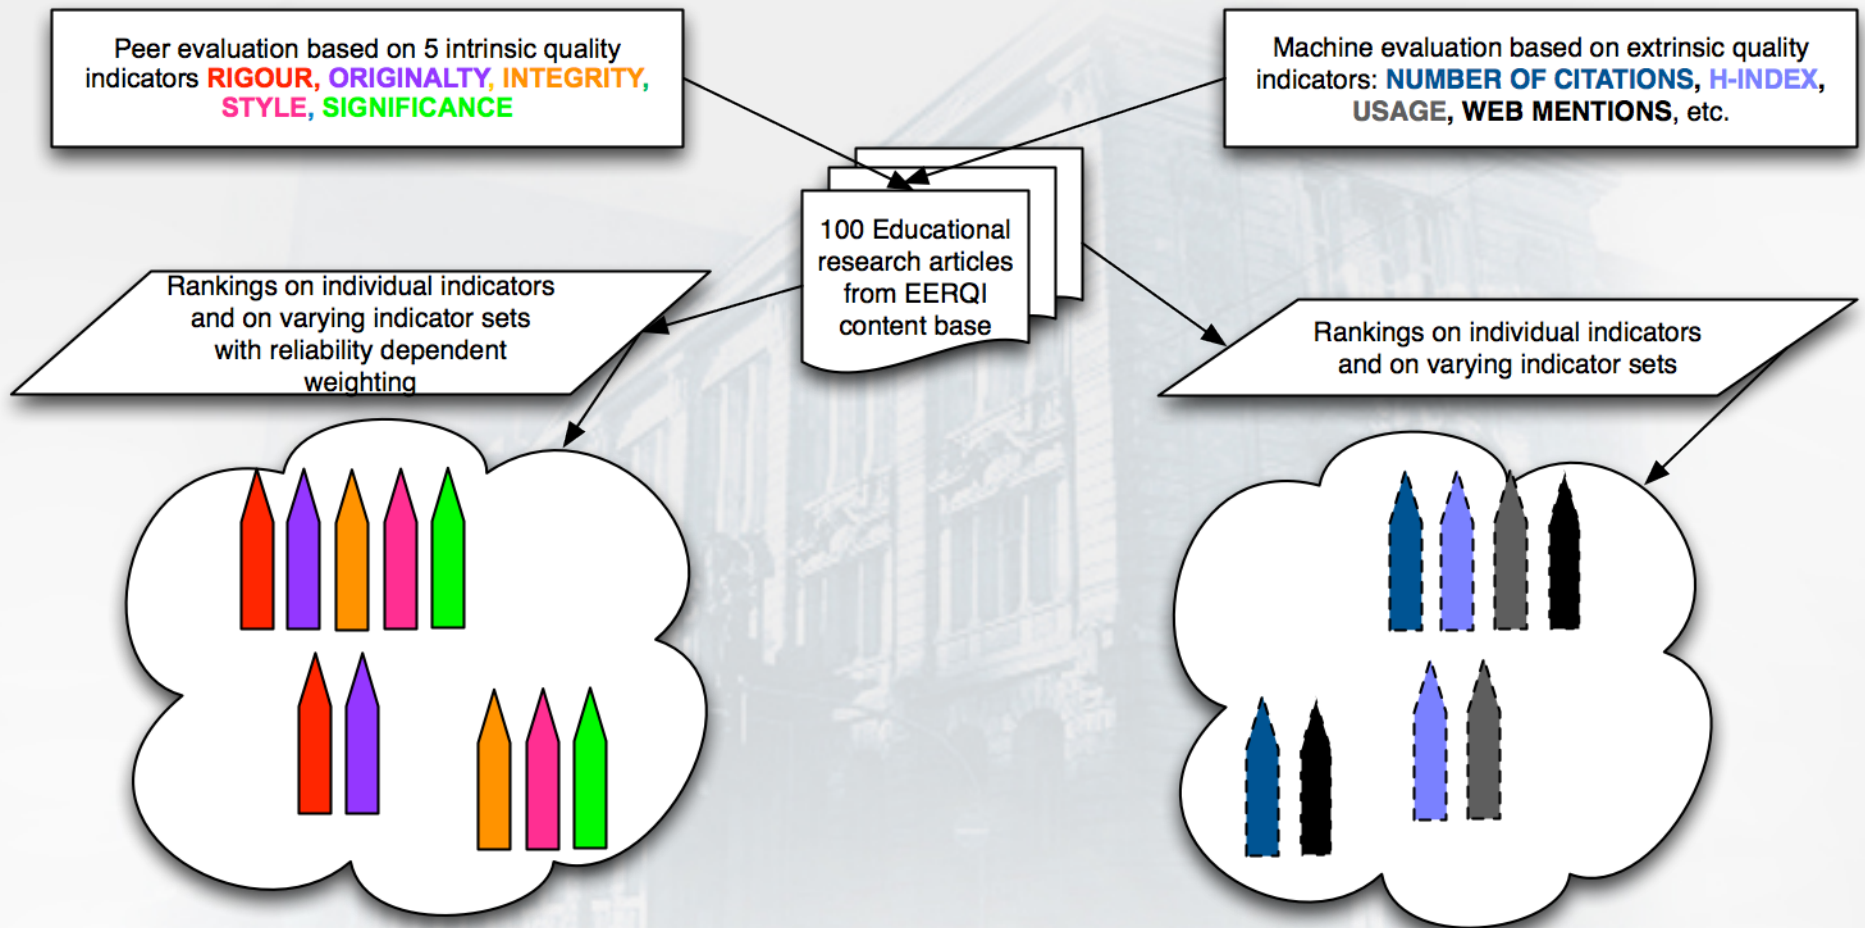 Peer evaluation based on 5 intrinsic quality
indicators RIGOUR, ORIGINALTY, INTEGRITY,
STYLE, SIGNIFICANCE
Machine evaluation based on extrinsic quality
indicators: NUMBER OF CITATIONS, H-INDEX,
USAGE, WEB MENTIONS, etc.
100 Educational
research articles
from EERQI
content base
Rankings on individual indicators
and on varying indicator sets
with reliability dependent
weighting
Rankings on individual indicators
and on varying indicator sets